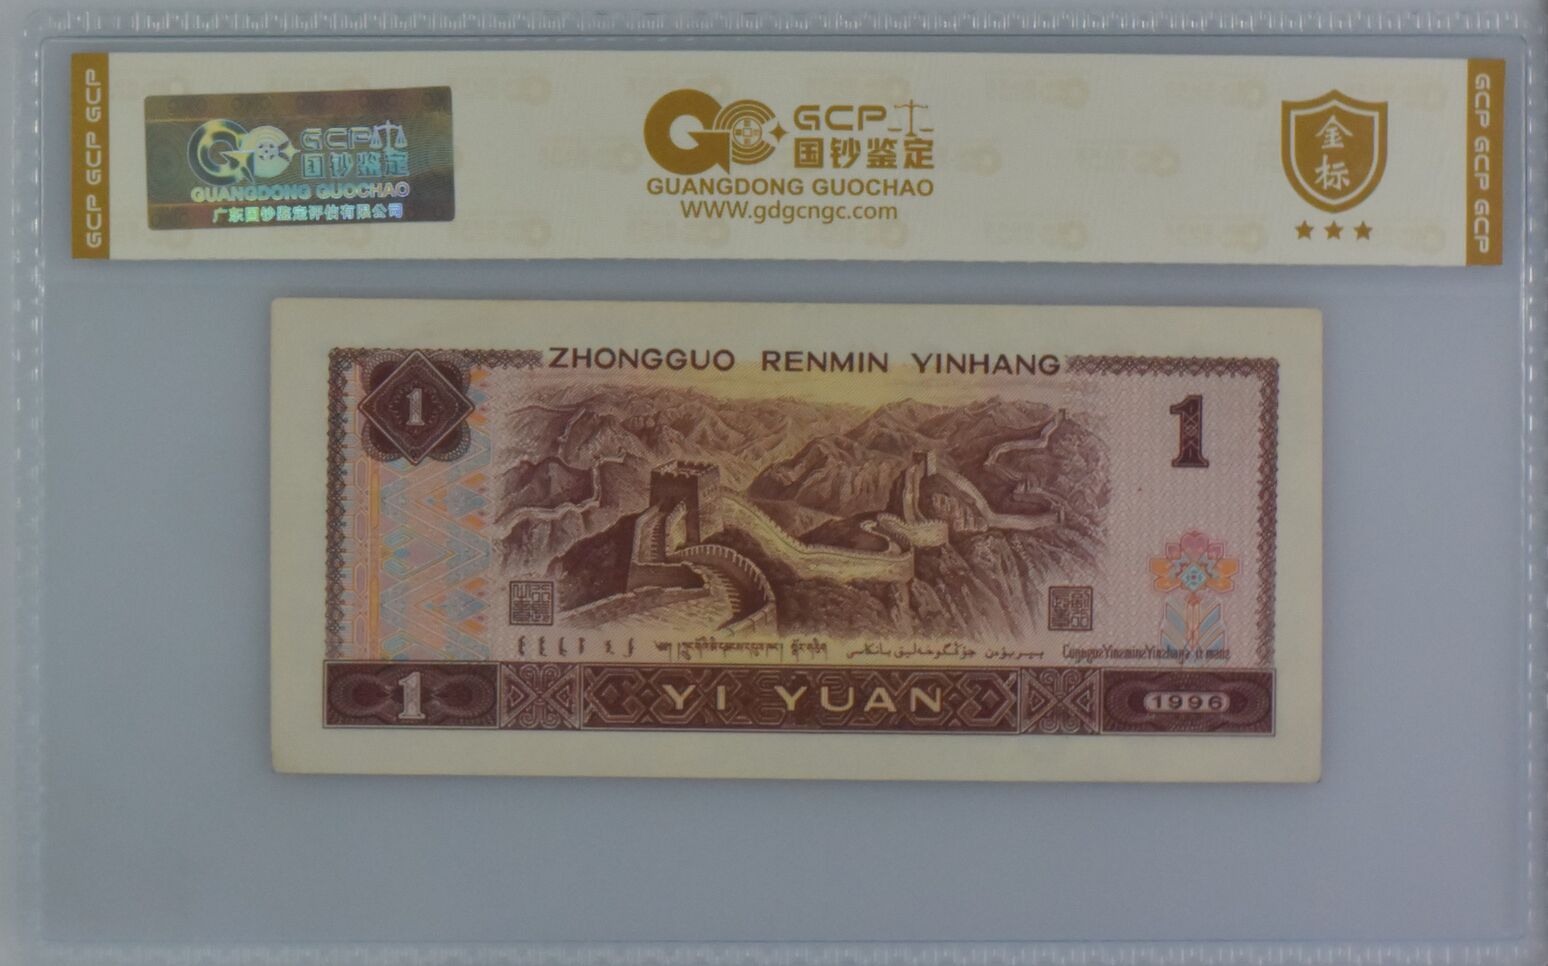 GCP GCP GCP
GCP
国钞鉴定
GUANGDONG GUOCHAO
广东国钞鉴定评估有限公司
GCP
国钞鉴定
GUANGDONG GUOCHAO
WWW.gdgcngc.com
金
标
GCP GCP GCP
ZHONGGUO RENMIN YINHANG
1
1
1
YI YUAN
1996